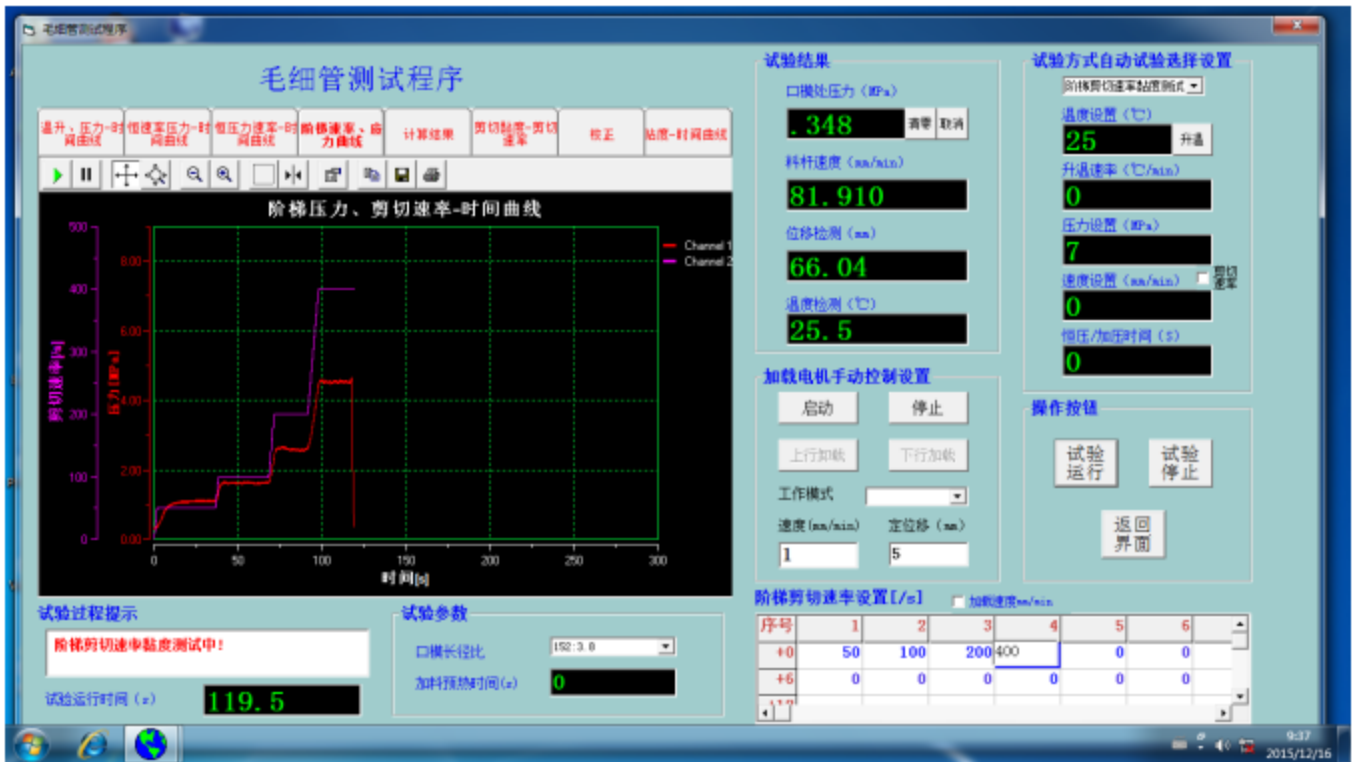 毛细管测试程序
毛细管测试程序
温升、压力-时间曲线
恒速率压力-时间曲线
恒压力速率-时间曲线
阶梯速率、应力曲线
计算结果
剪切黏度-剪切速率
校正
粘度-时间曲线
阶梯压力、剪切速率-时间曲线
500
400
300
200
100
0
剪切速率[/s]
8.00
6.00
4.00
2.00
0.00
压力[MPa]
Channel 1
Channel 2
0 50 100 150 200 250 300
时间[s]
试验过程提示
阶梯剪切速率黏度测试中!
试验运行时间(s)
119.5
试验参数
口模长径比
152:3.8
加料预热时间(s)
0
试验结果
口模处压力(MPa)
.348
清零 取消
料杆速度(mm/min)
81.910
位移检测(mm)
66.04
温度检测(℃)
25.5
加载电机手动控制设置
启动 停止
上行卸载 下行加载
工作模式
速度(mm/min) 定位移(mm)
1 5
试验方式自动试验选择设置
阶梯剪切速率黏度测试
温度设置(℃)
25
升温
升温速率(℃/min)
0
压力设置(MPa)
7
速度设置(mm/min)
剪切速率
0
恒压/加压时间(S)
0
操作按钮
试验运行
试验停止
返回界面
阶梯剪切速率设置[/s]
加载速度mm/min
序号 1 2 3 4 5 6
+0 50 100 200 400 0 0
+6 0 0 0 0 0 0
+12
9:37
2015/12/16